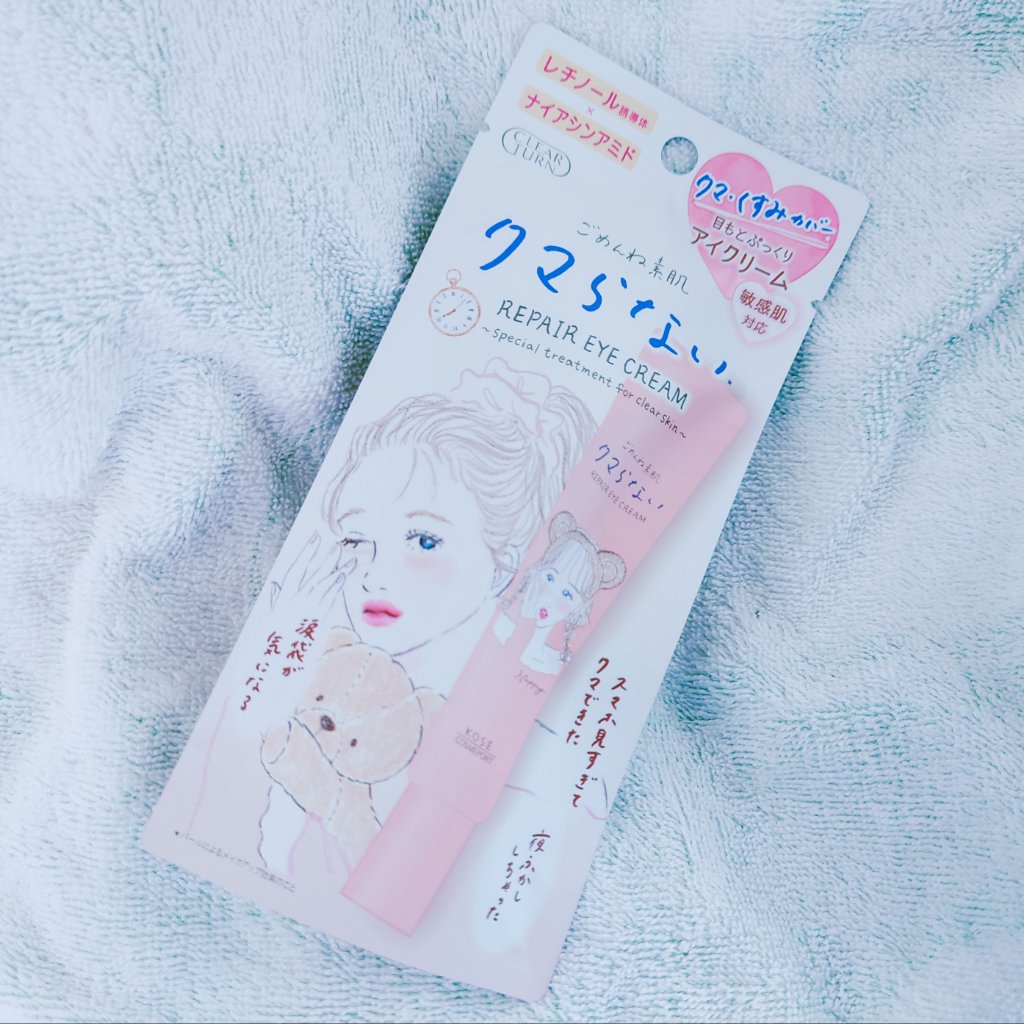 レチノール誘導体
×
ナイアシンアミド
CLEAR
TURN
クマ・くすみカバー*
目もとぷっくり
アイクリーム
敏感肌
対応
ごめんね素肌
クマらない
REPAIR EYE CREAM
~special treatment for clear skin~
ごめんね素肌
クマらない
REPAIR EYE CREAM
Happy
KOSÉ
COSMEPORT
涙袋が
気になる
スマホ見すぎて
クマできた
夜ふかし
しちゃった